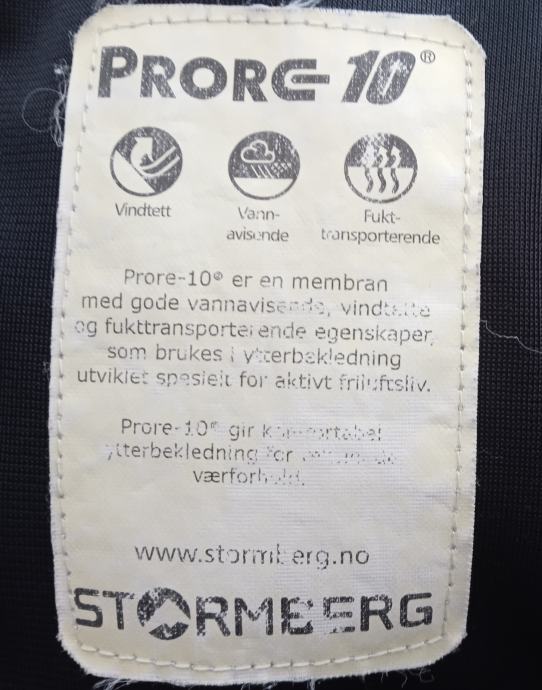 PRORE-10®
Vindtett
Vann-
avisende
Fukt-
transporterende
Prore-10® er en membran
med gode vannavisende, vindtette
og fukttransporterende egenskaper,
som brukes i ytterbekledning
utviklet spesielt for aktivt friluftsliv.
Prore-10® gir komfortabel
ytterbekledning for
værforhold.
www.stormberg.no
STORMBERG